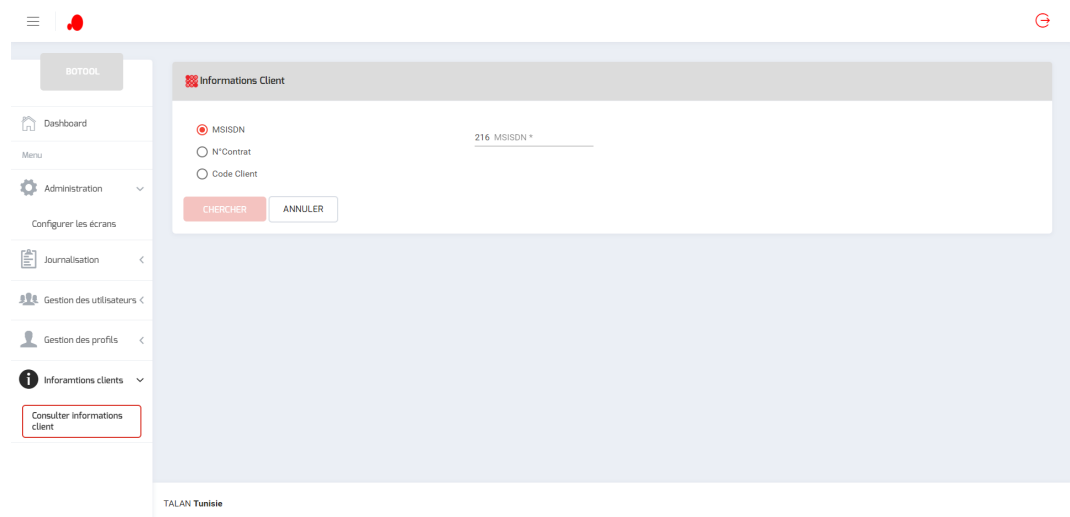 BOTOOL
Dashboard
Menu
Administration
Configurer les écrans
Journalisation
Gestion des utilisateurs
Gestion des profils
Inforamtions clients
Consulter informations
client
Informations Client
MSISDN
N°Contrat
Code Client
216 MSISDN *
CHERCHER
ANNULER
TALAN Tunisie